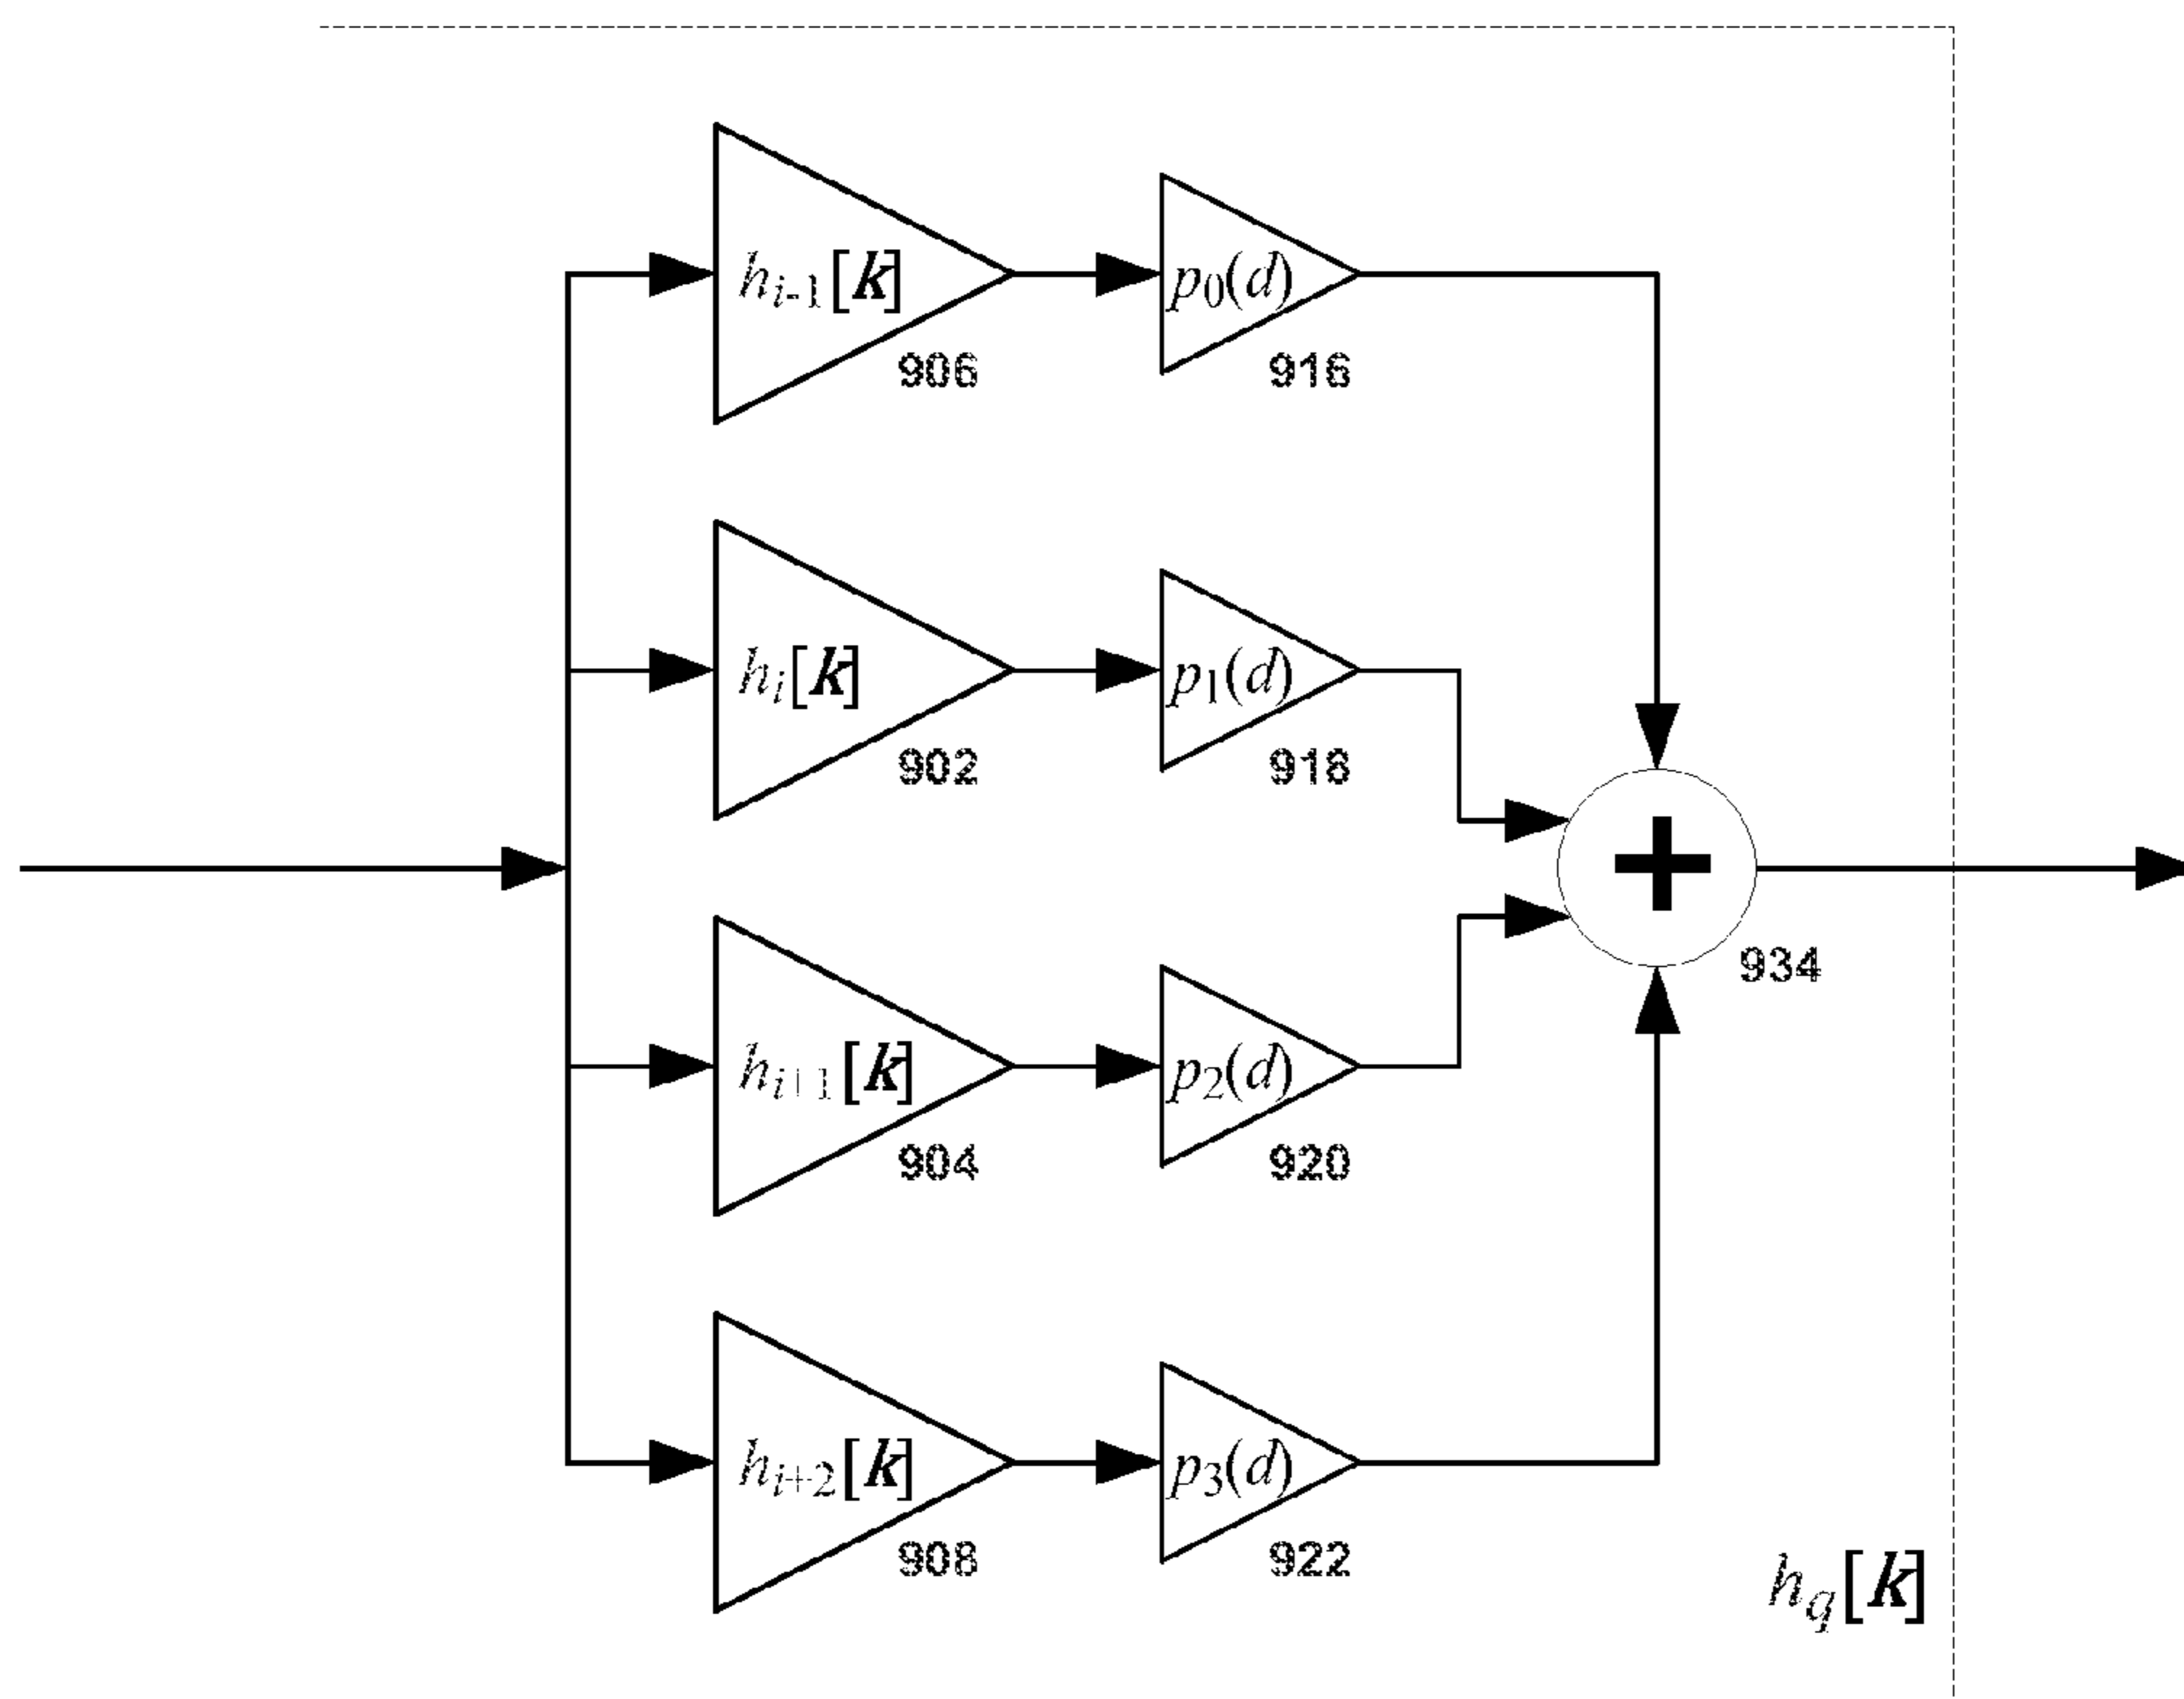 h_{i-1}[k]
906
p_0(d)
916
h_i[k]
902
p_1(d)
918
+
934
h_{i+1}[k]
904
p_2(d)
920
h_{i+2}[k]
908
p_3(d)
922
h_q[k]